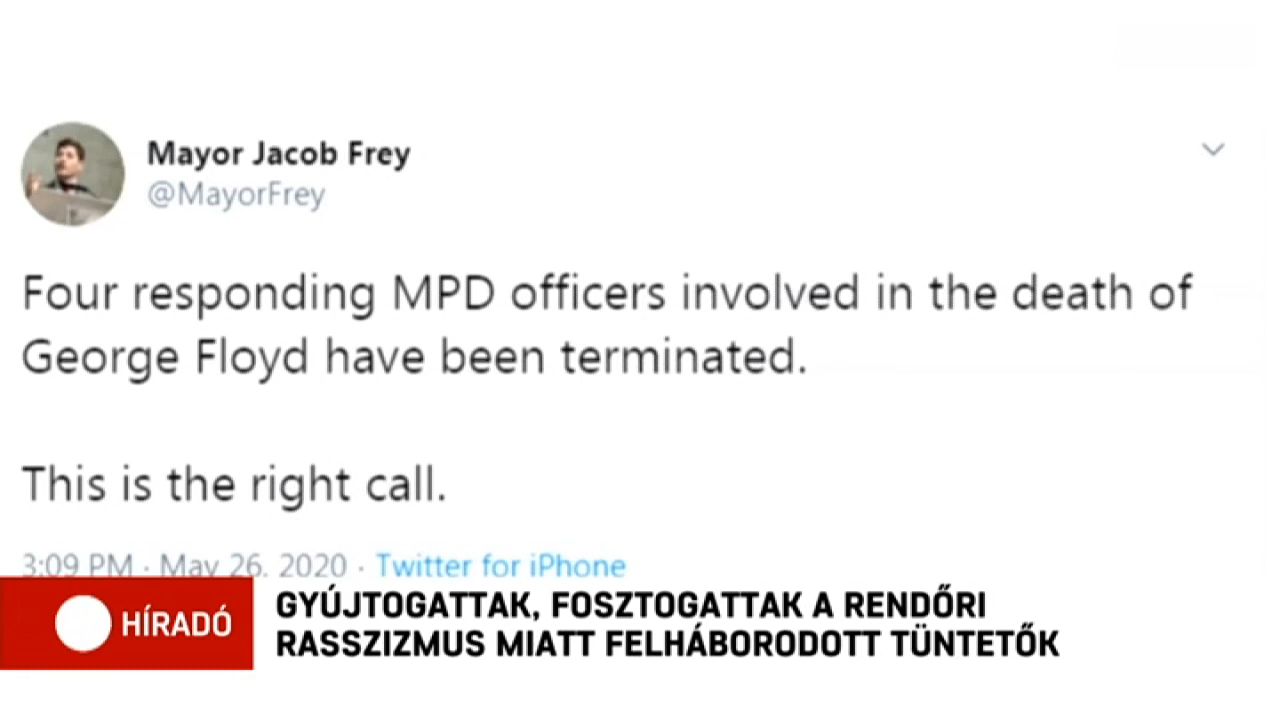 Mayor Jacob Frey
@MayorFrey
Four responding MPD officers involved in the death of
George Floyd have been terminated.
This is the right call.
3:09 PM · May 26, 2020 · Twitter for iPhone
HÍRADÓ
GYÚJTOGATTAK, FOSZTOGATTAK A RENDŐRI
RASSZIZMUS MIATT FELHÁBORODOTT TÜNTETŐK